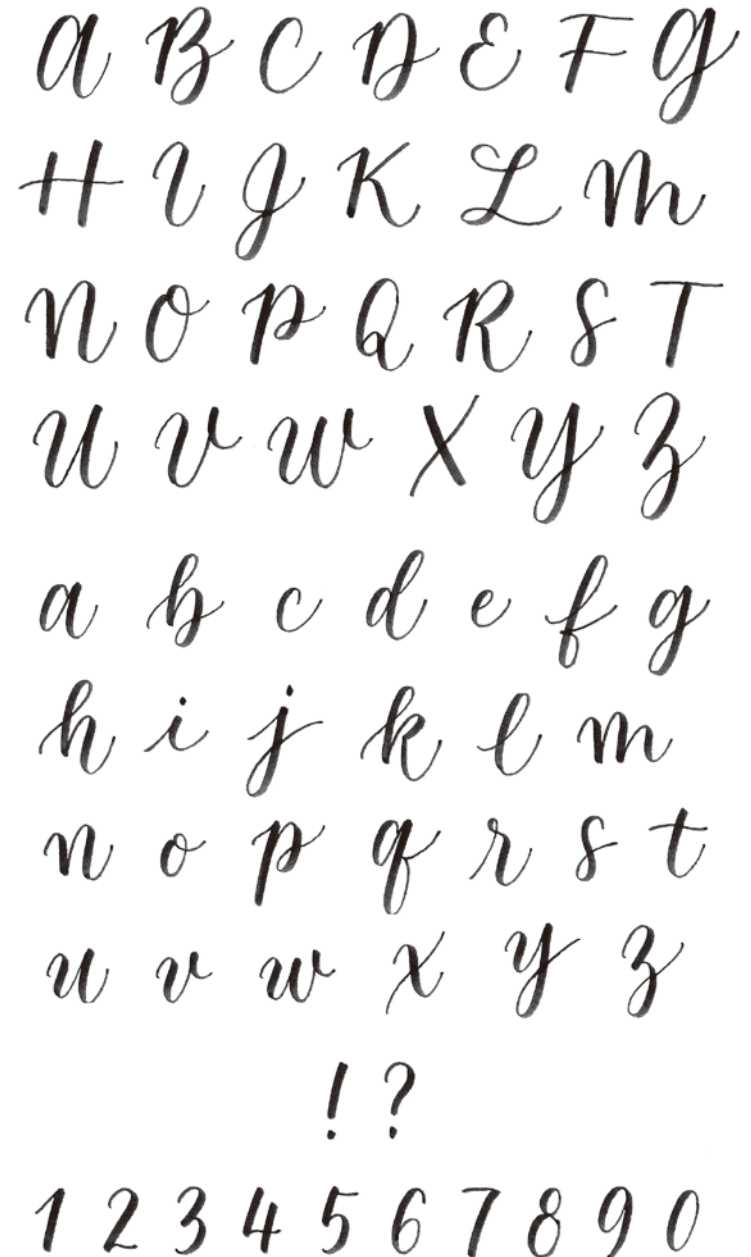 A B C D E F G
H I J K L M
N O P Q R S T
U V W X Y Z
a b c d e f g
h i j k l m
n o p q r s t
u v w x y z
! ?
1 2 3 4 5 6 7 8 9 0